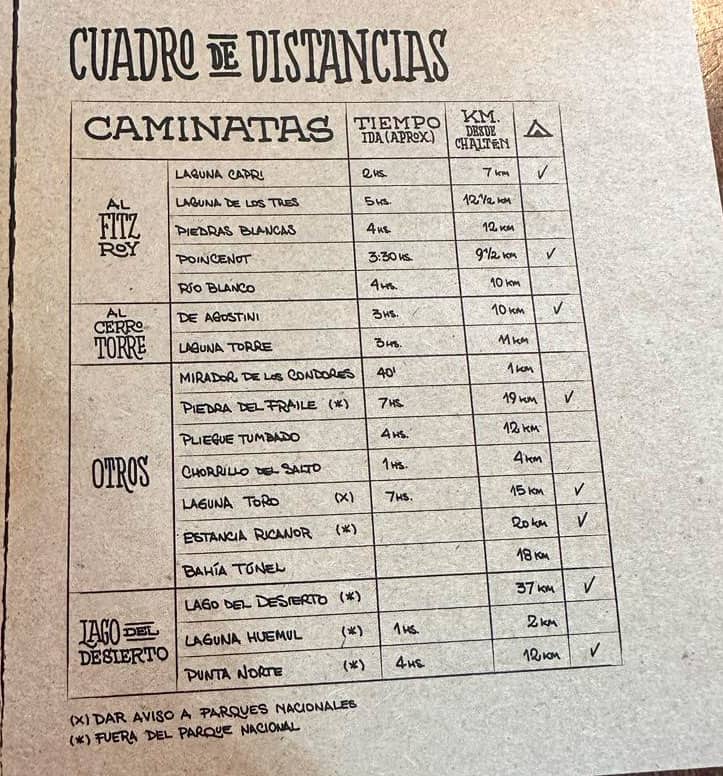 CUADRO DE DISTANCIAS
CAMINATAS TIEMPO IDA (APROX.) KM. DESDE CHALTÉN
AL FITZ ROY
LAGUNA CAPRI 2HS. 7 KM ✓
LAGUNA DE LOS TRES 5HS. 12 1/2 KM
PIEDRAS BLANCAS 4HS. 12 KM
POINCENOT 3:30 HS. 9 1/2 KM ✓
RÍO BLANCO 4HS. 10 KM
AL CERRO TORRE
DE AGOSTINI 3HS. 10 KM ✓
LAGUNA TORRE 3HS. 11 KM
OTROS
MIRADOR DE LOS CONDORES 40' 1 KM
PIEDRA DEL FRAILE (*) 7HS 19 KM ✓
PLIEGUE TUMBADO 4HS. 12 KM
CHORRILLO DEL SALTO 1HS. 4 KM
LAGUNA TORO (X) 7HS. 15 KM ✓
ESTANCIA RICANOR (*) 20 KM ✓
BAHÍA TÚNEL 18 KM
LAGO DEL DESIERTO
LAGO DEL DESIERTO (*) 37 KM ✓
LAGUNA HUEMUL (*) 1HS. 2 KM
PUNTA NORTE (*) 4HS 12 KM ✓
(X) DAR AVISO A PARQUES NACIONALES
(*) FUERA DEL PARQUE NACIONAL